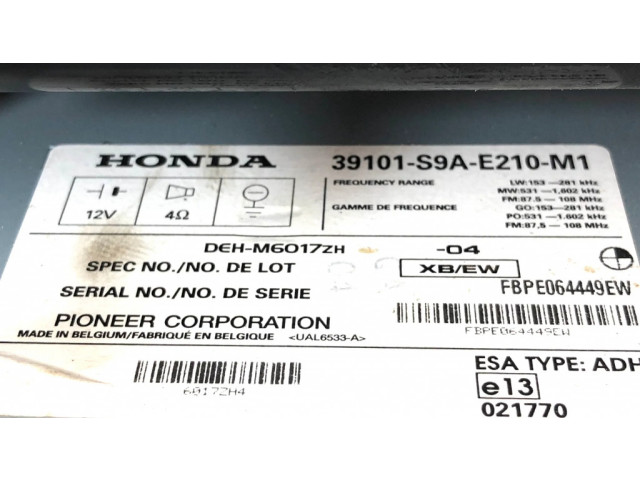 HONDA 39101-S9A-E210-M1
FREQUENCY RANGE LW:153—281 kHz
MW:531—1,602 kHz
FM:87.5—108 MHz
GAMME DE FREQUENCE GO:153—281 kHz
PO:531—1.602 kHz
FM:87.5—108 MHz
12V 4Ω
DEH-M6017ZH -04
SPEC NO./NO. DE LOT XB/EW
SERIAL NO./NO. DE SERIE FBPE064449EW
PIONEER CORPORATION FBPE064449EW
MADE IN BELGIUM/FABRIQUÉ EN BELGIQUE <UAL6533-A>
ESA TYPE: ADH
6017ZH4 e13
021770